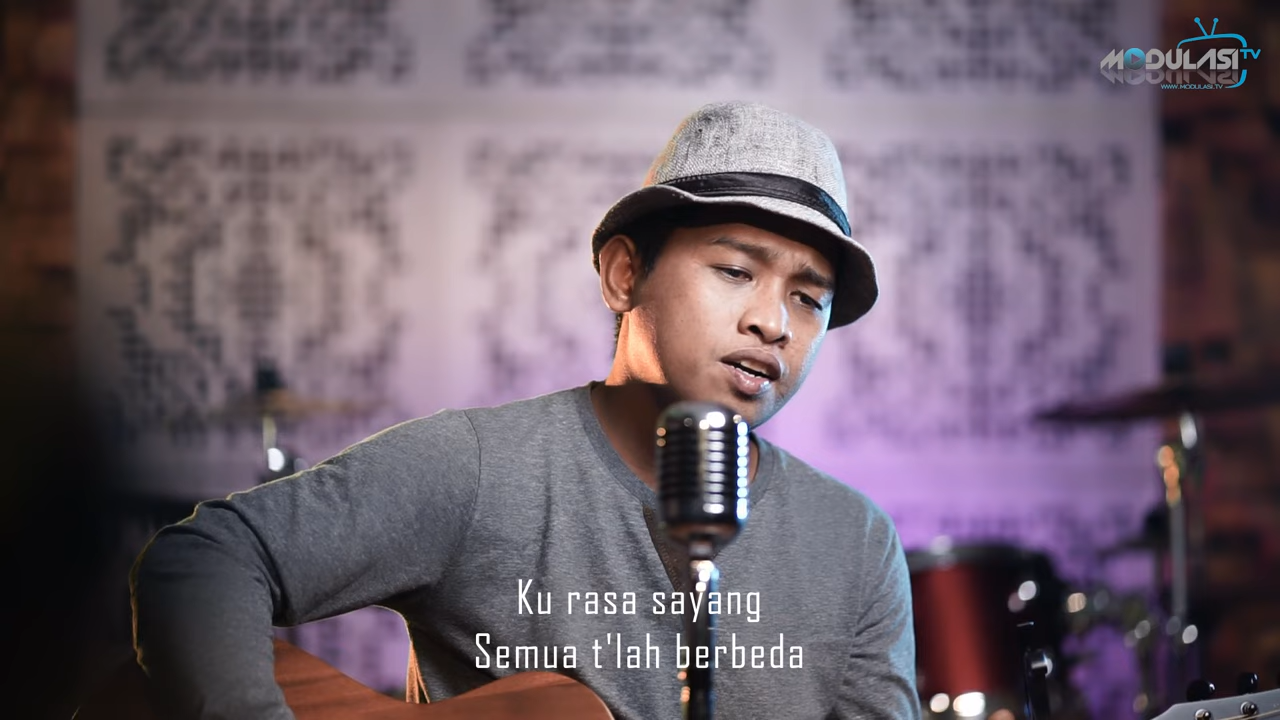 MODULASI TV
WWW.MODULASI.TV
Ku rasa sayang
Semua t'lah berbeda